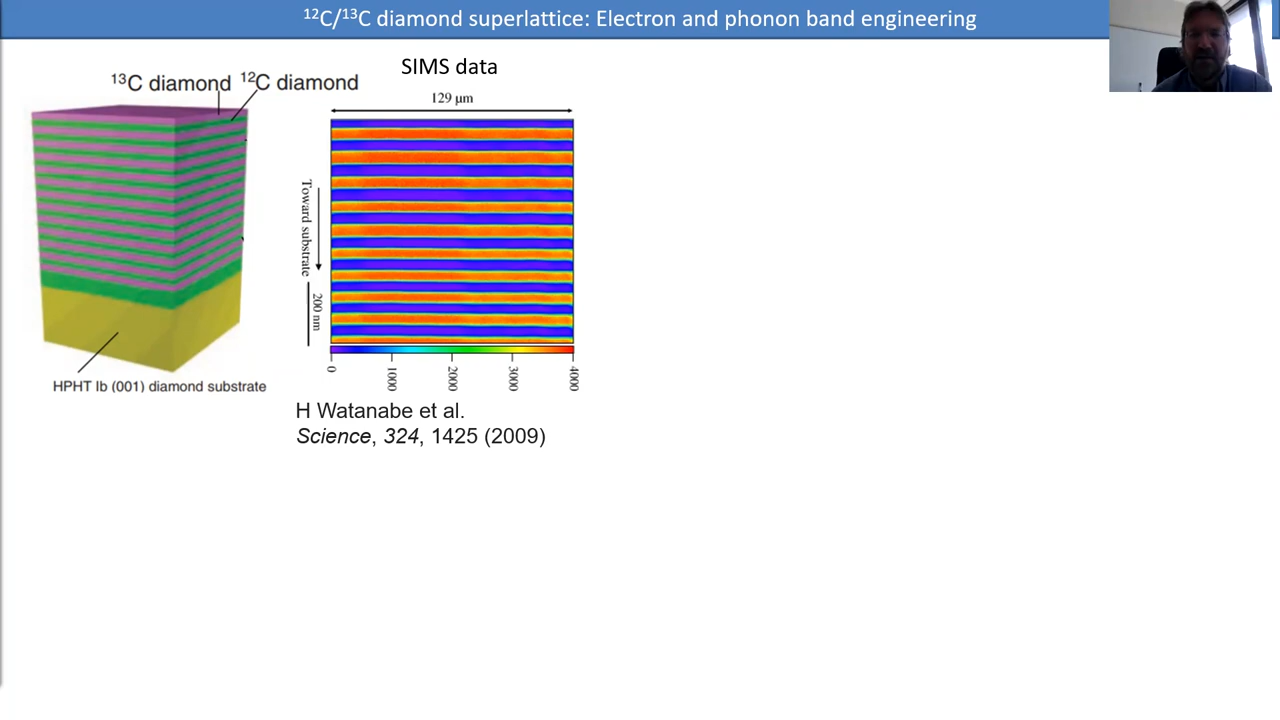 ¹²C/¹³C diamond superlattice: Electron and phonon band engineering
¹³C diamond ¹²C diamond
HPHT Ib (001) diamond substrate
SIMS data
129 µm
Toward substrate
200 nm
0 1000 2000 3000 4000
H Watanabe et al.
Science, 324, 1425 (2009)